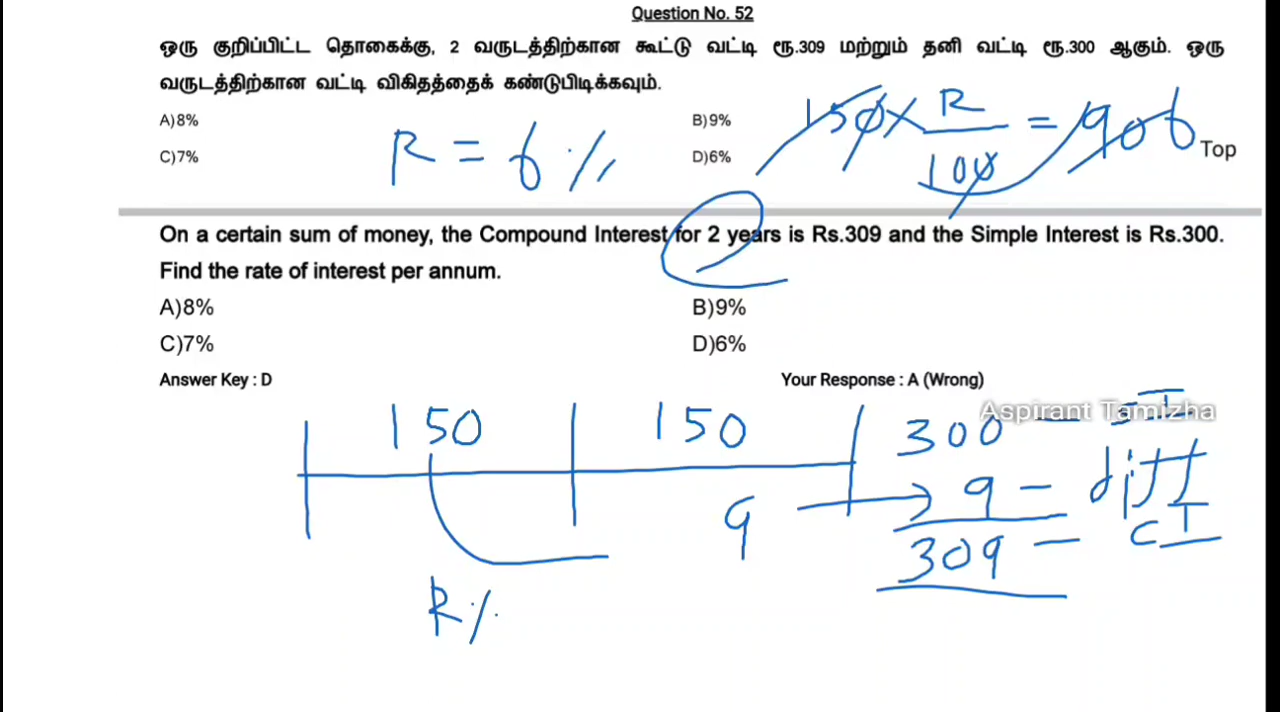 Question No. 52
ஒரு குறிப்பிட்ட தொகைக்கு, 2 வருடத்திற்கான கூட்டு வட்டி ரூ.309 மற்றும் தனி வட்டி ரூ.300 ஆகும். ஒரு
வருடத்திற்கான வட்டி விகிதத்தைக் கண்டுபிடிக்கவும்.
A)8% B)9%
C)7% D)6%
R = 6 %
150 × R/100 = 906
Top
On a certain sum of money, the Compound Interest for 2 years is Rs.309 and the Simple Interest is Rs.300.
Find the rate of interest per annum.
A)8% B)9%
C)7% D)6%
Answer Key : D Your Response : A (Wrong)
Aspirant Tamizha
150 150 300 — SI
9 9 — diff
309 — CI
R%